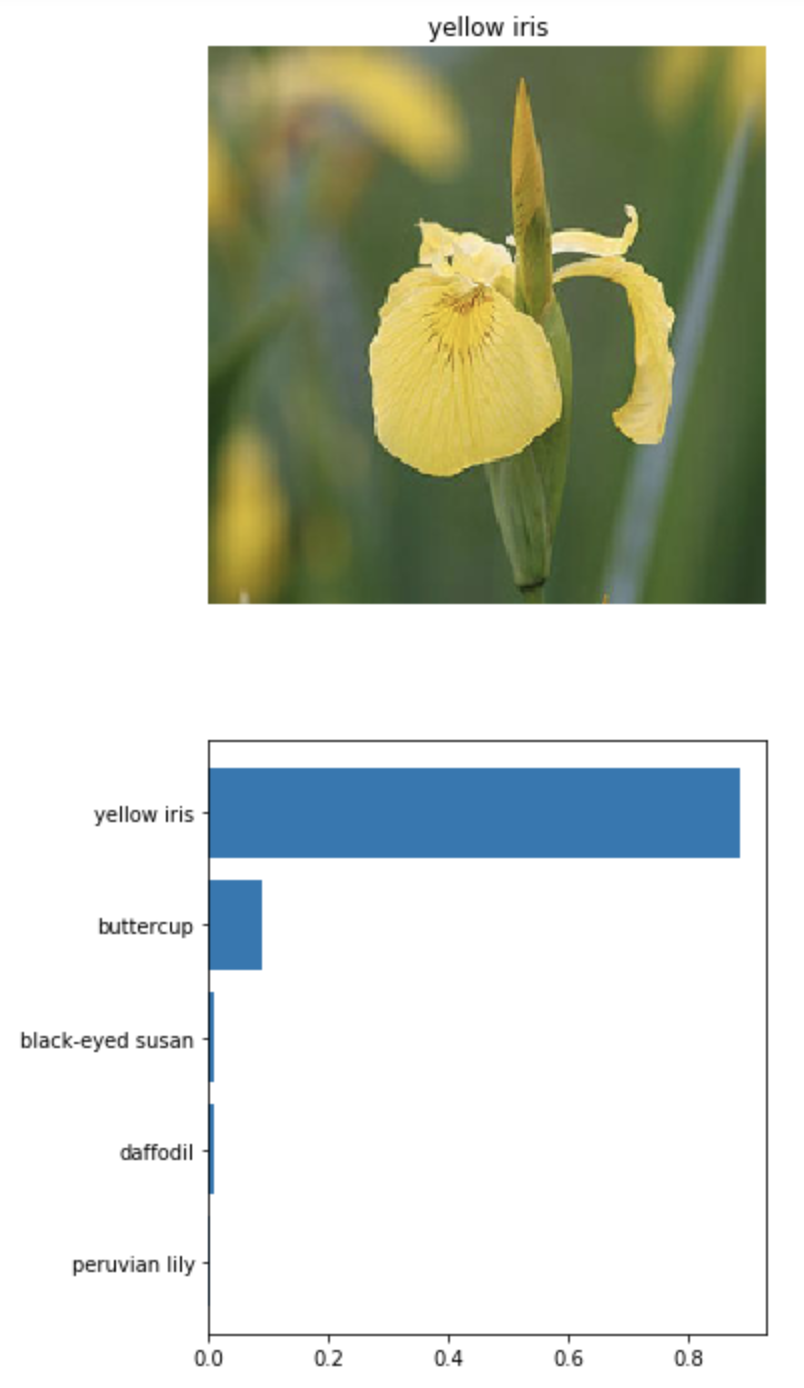 yellow iris
yellow iris
buttercup
black-eyed susan
daffodil
peruvian lily
0.0 0.2 0.4 0.6 0.8